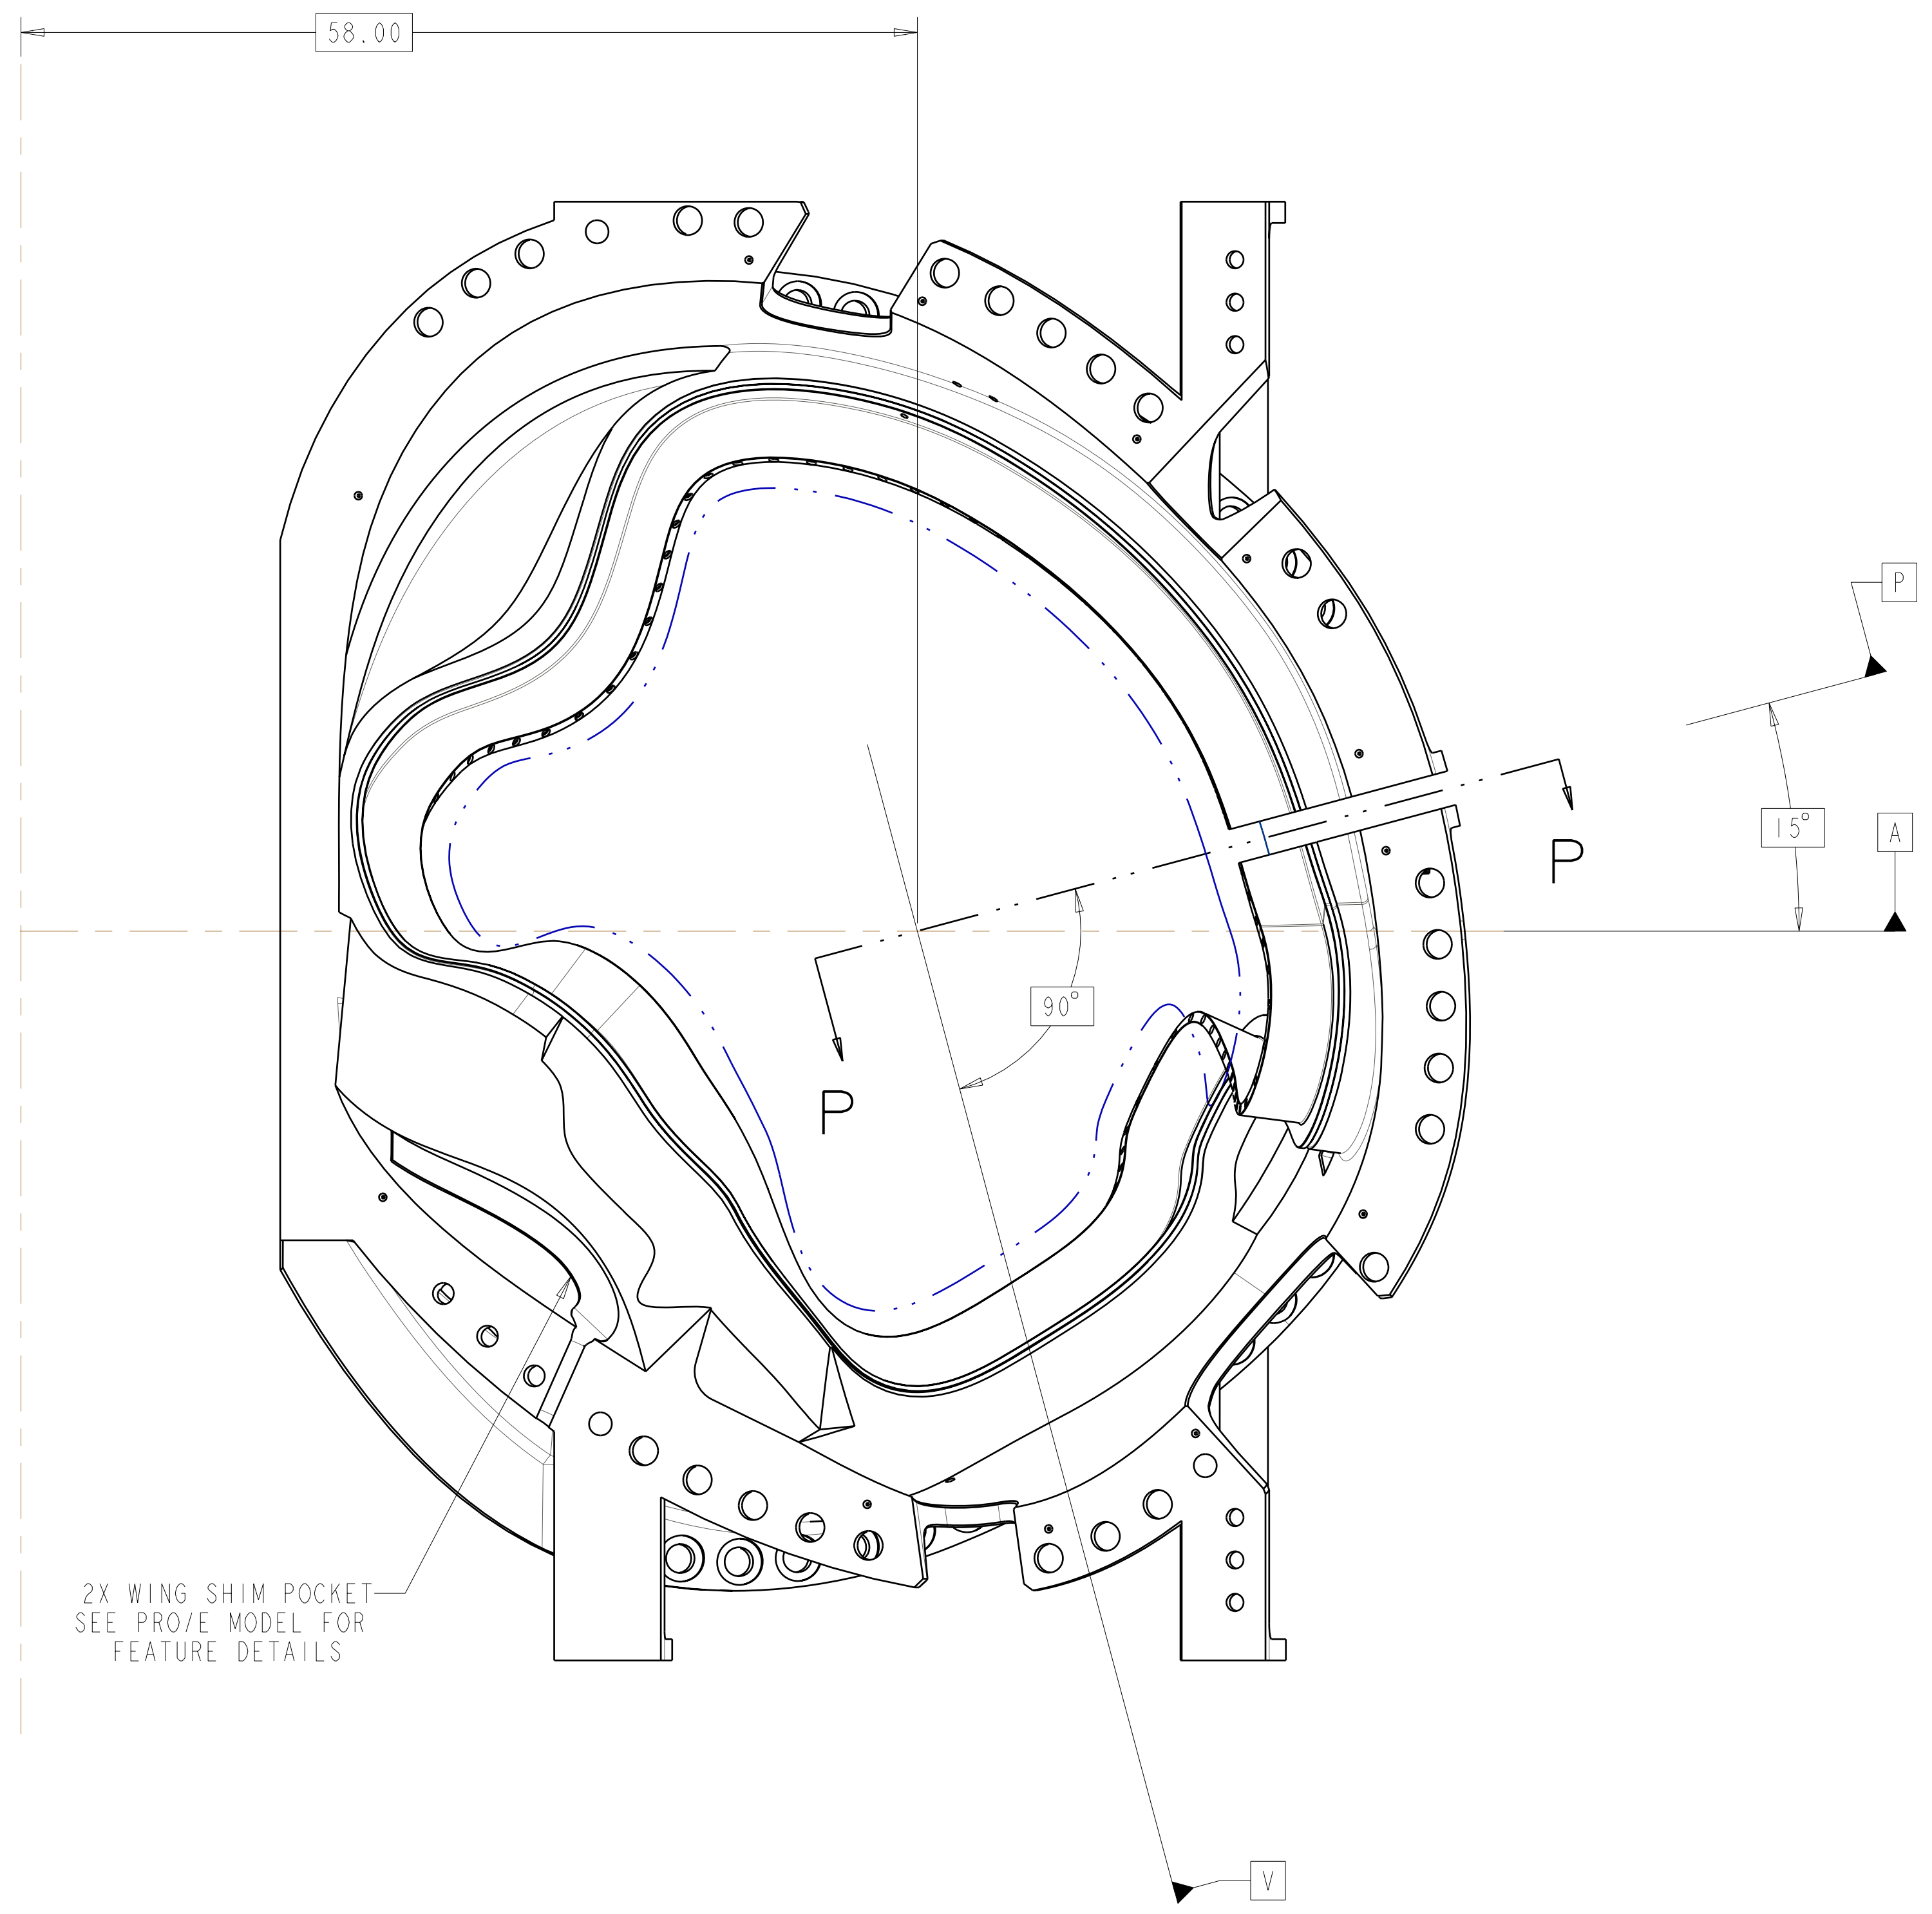 58.00
P
15°
A
P
90°
P
2X WING SHIM POCKET
SEE PRO/E MODEL FOR
FEATURE DETAILS
V